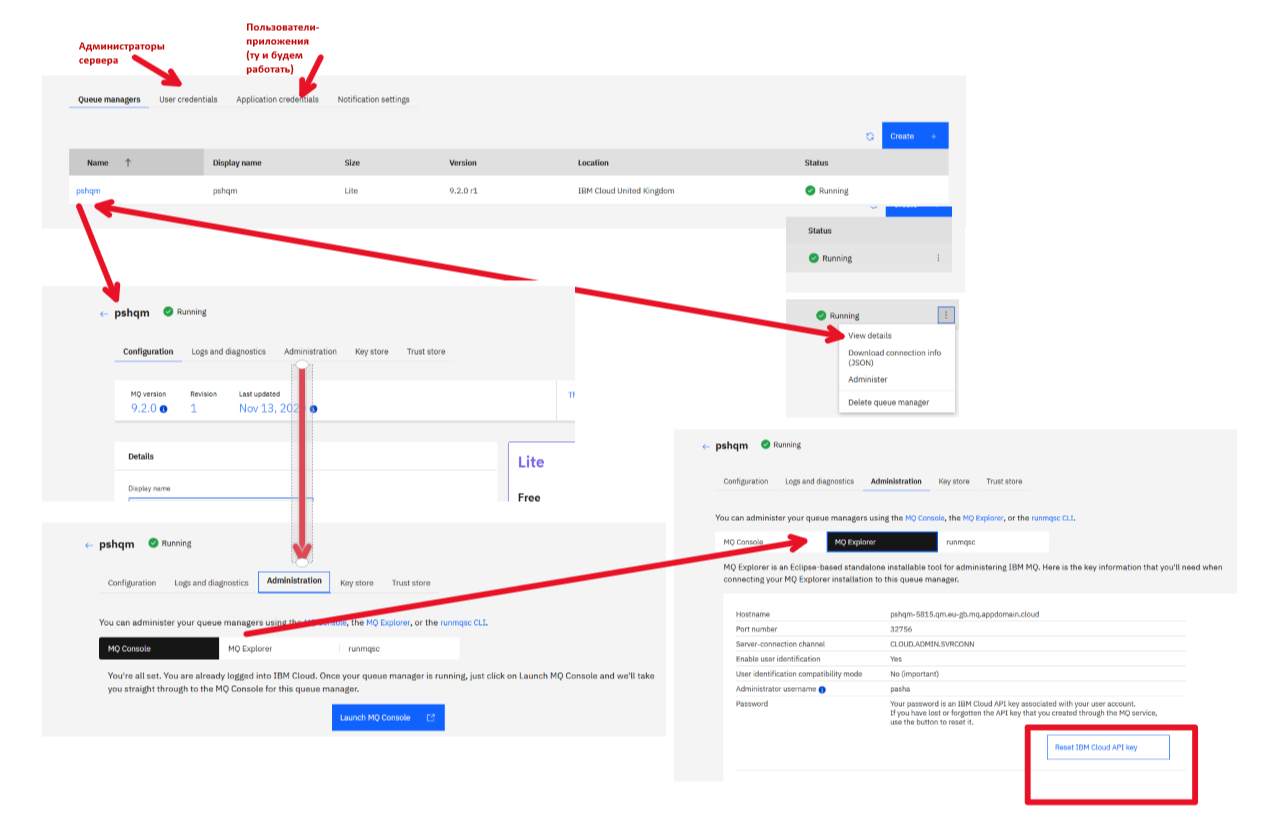 Администраторы
сервера
Пользователи-
приложения
(ту и будем
работать)
Queue managers User credentials Application credentials Notification settings
Create +
Name ↑ Display name Size Version Location Status
pshqm pshqm Lite 9.2.0 r1 IBM Cloud United Kingdom Running
Status
Running
Running
View details
Download connection info
(JSON)
Administer
Delete queue manager
← pshqm Running
Configuration Logs and diagnostics Administration Key store Trust store
MQ version Revision Last updated
9.2.0 1 Nov 13, 202
Details
Display name
Lite
Free
← pshqm Running
Configuration Logs and diagnostics Administration Key store Trust store
You can administer your queue managers using the MQ Console, the MQ Explorer, or the runmqsc CLI.
MQ Console MQ Explorer runmqsc
You're all set. You are already logged into IBM Cloud. Once your queue manager is running, just click on Launch MQ Console and we'll take
you straight through to the MQ Console for this queue manager.
Launch MQ Console
← pshqm Running
Configuration Logs and diagnostics Administration Key store Trust store
You can administer your queue managers using the MQ Console, the MQ Explorer, or the runmqsc CLI.
MQ Console MQ Explorer runmqsc
MQ Explorer is an Eclipse-based standalone installable tool for administering IBM MQ. Here is the key information that you'll need when
connecting your MQ Explorer installation to this queue manager.
Hostname pshqm-5815.qm.eu-gb.mq.appdomain.cloud
Port number 32756
Server-connection channel CLOUD.ADMIN.SVRCONN
Enable user identification Yes
User identification compatibility mode No (important)
Administrator username pasha
Password Your password is an IBM Cloud API key associated with your user account.
If you have lost or forgotten the API key that you created through the MQ service,
use the button to reset it.
Reset IBM Cloud API key